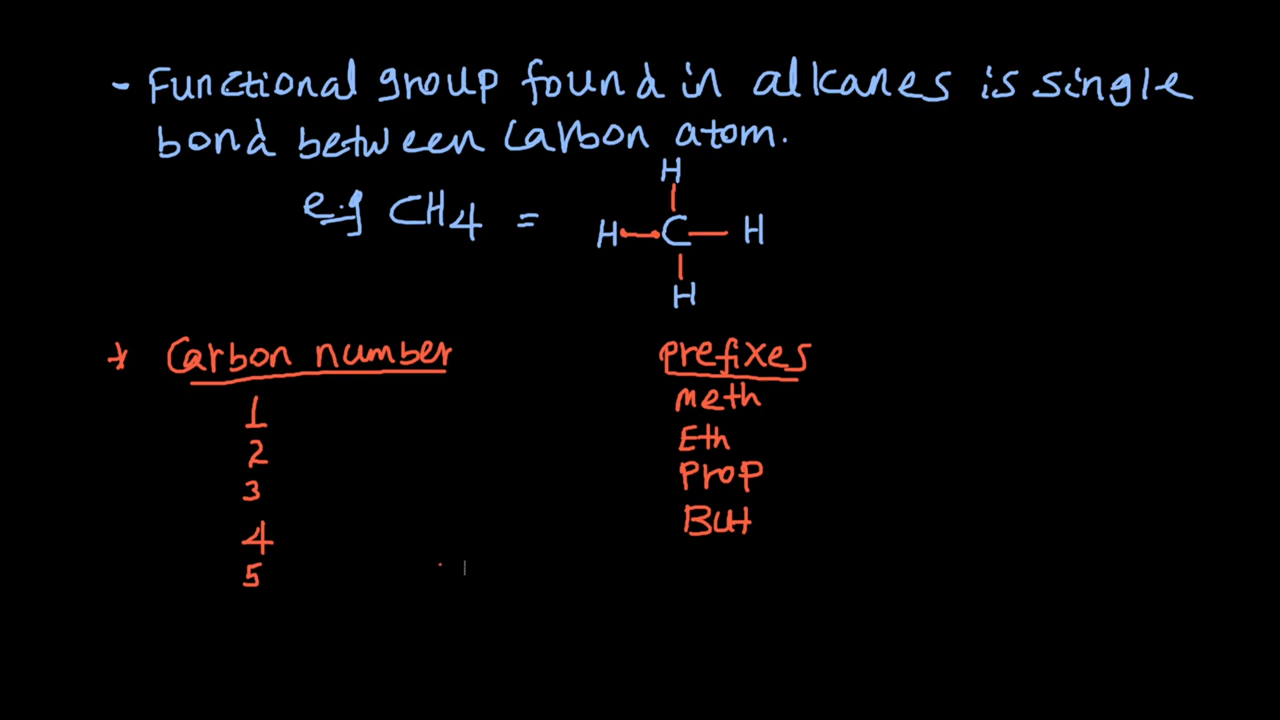 - Functional group found in alkanes is single
bond between Carbon atom.
e.g CH4 =
H
H C H
H
* Carbon number prefixes
1 meth
2 Eth
3 Prop
4 But
5